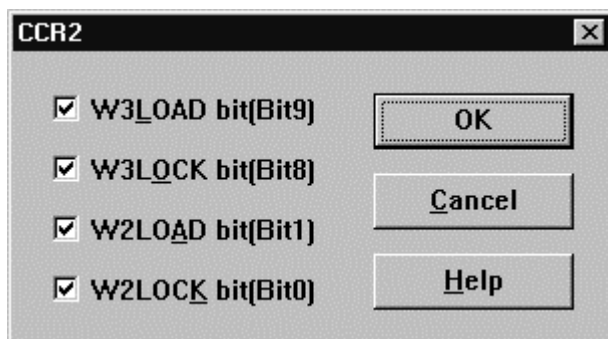 CCR2
W3LOAD bit(Bit9)
W3LOCK bit(Bit8)
W2LOAD bit(Bit1)
W2LOCK bit(Bit0)
OK
Cancel
Help